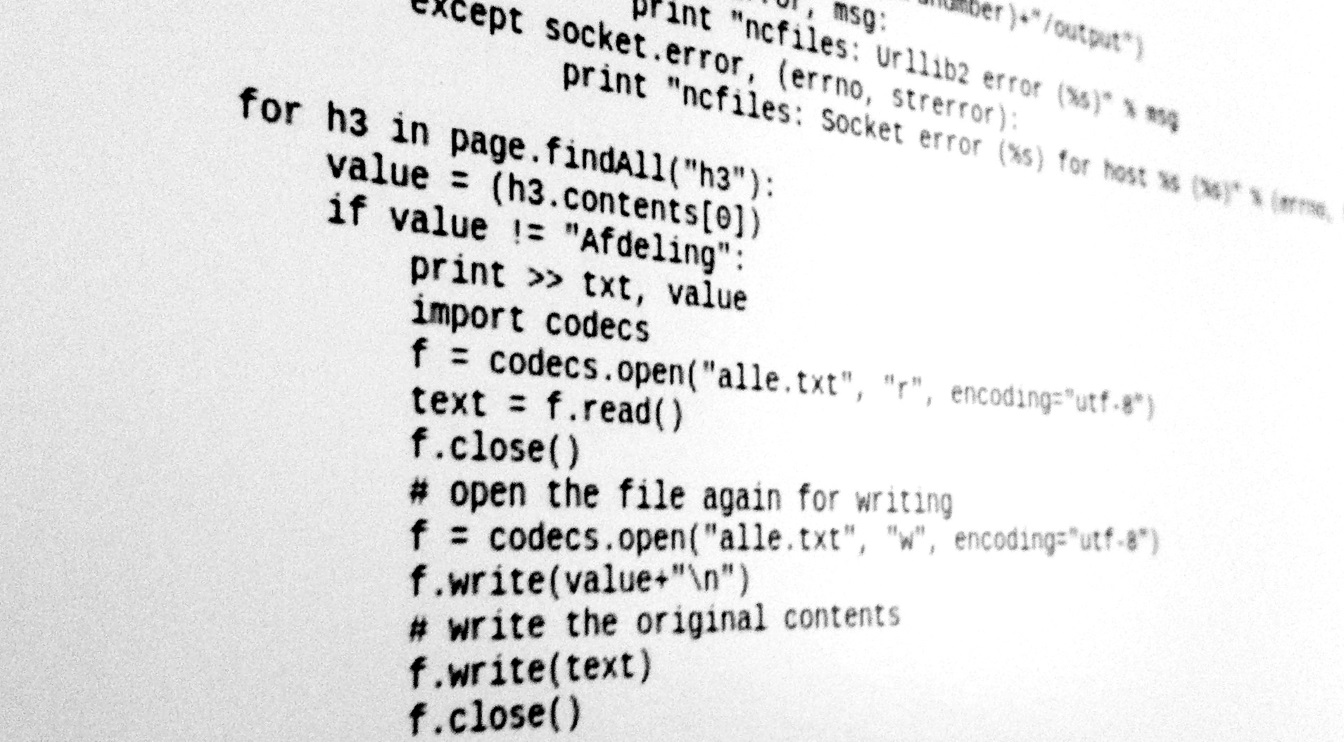 number)+"/output")
msg:
print "ncfiles: Urllib2 error (%s)" % msg
except socket.error, (errno, strerror):
print "ncfiles: Socket error (%s) for host %s (%s)" % (errno,
for h3 in page.findAll("h3"):
value = (h3.contents[0])
if value != "Afdeling":
print >> txt, value
import codecs
f = codecs.open("alle.txt", "r", encoding="utf-8")
text = f.read()
f.close()
# open the file again for writing
f = codecs.open("alle.txt", "w", encoding="utf-8")
f.write(value+"\n")
# write the original contents
f.write(text)
f.close()